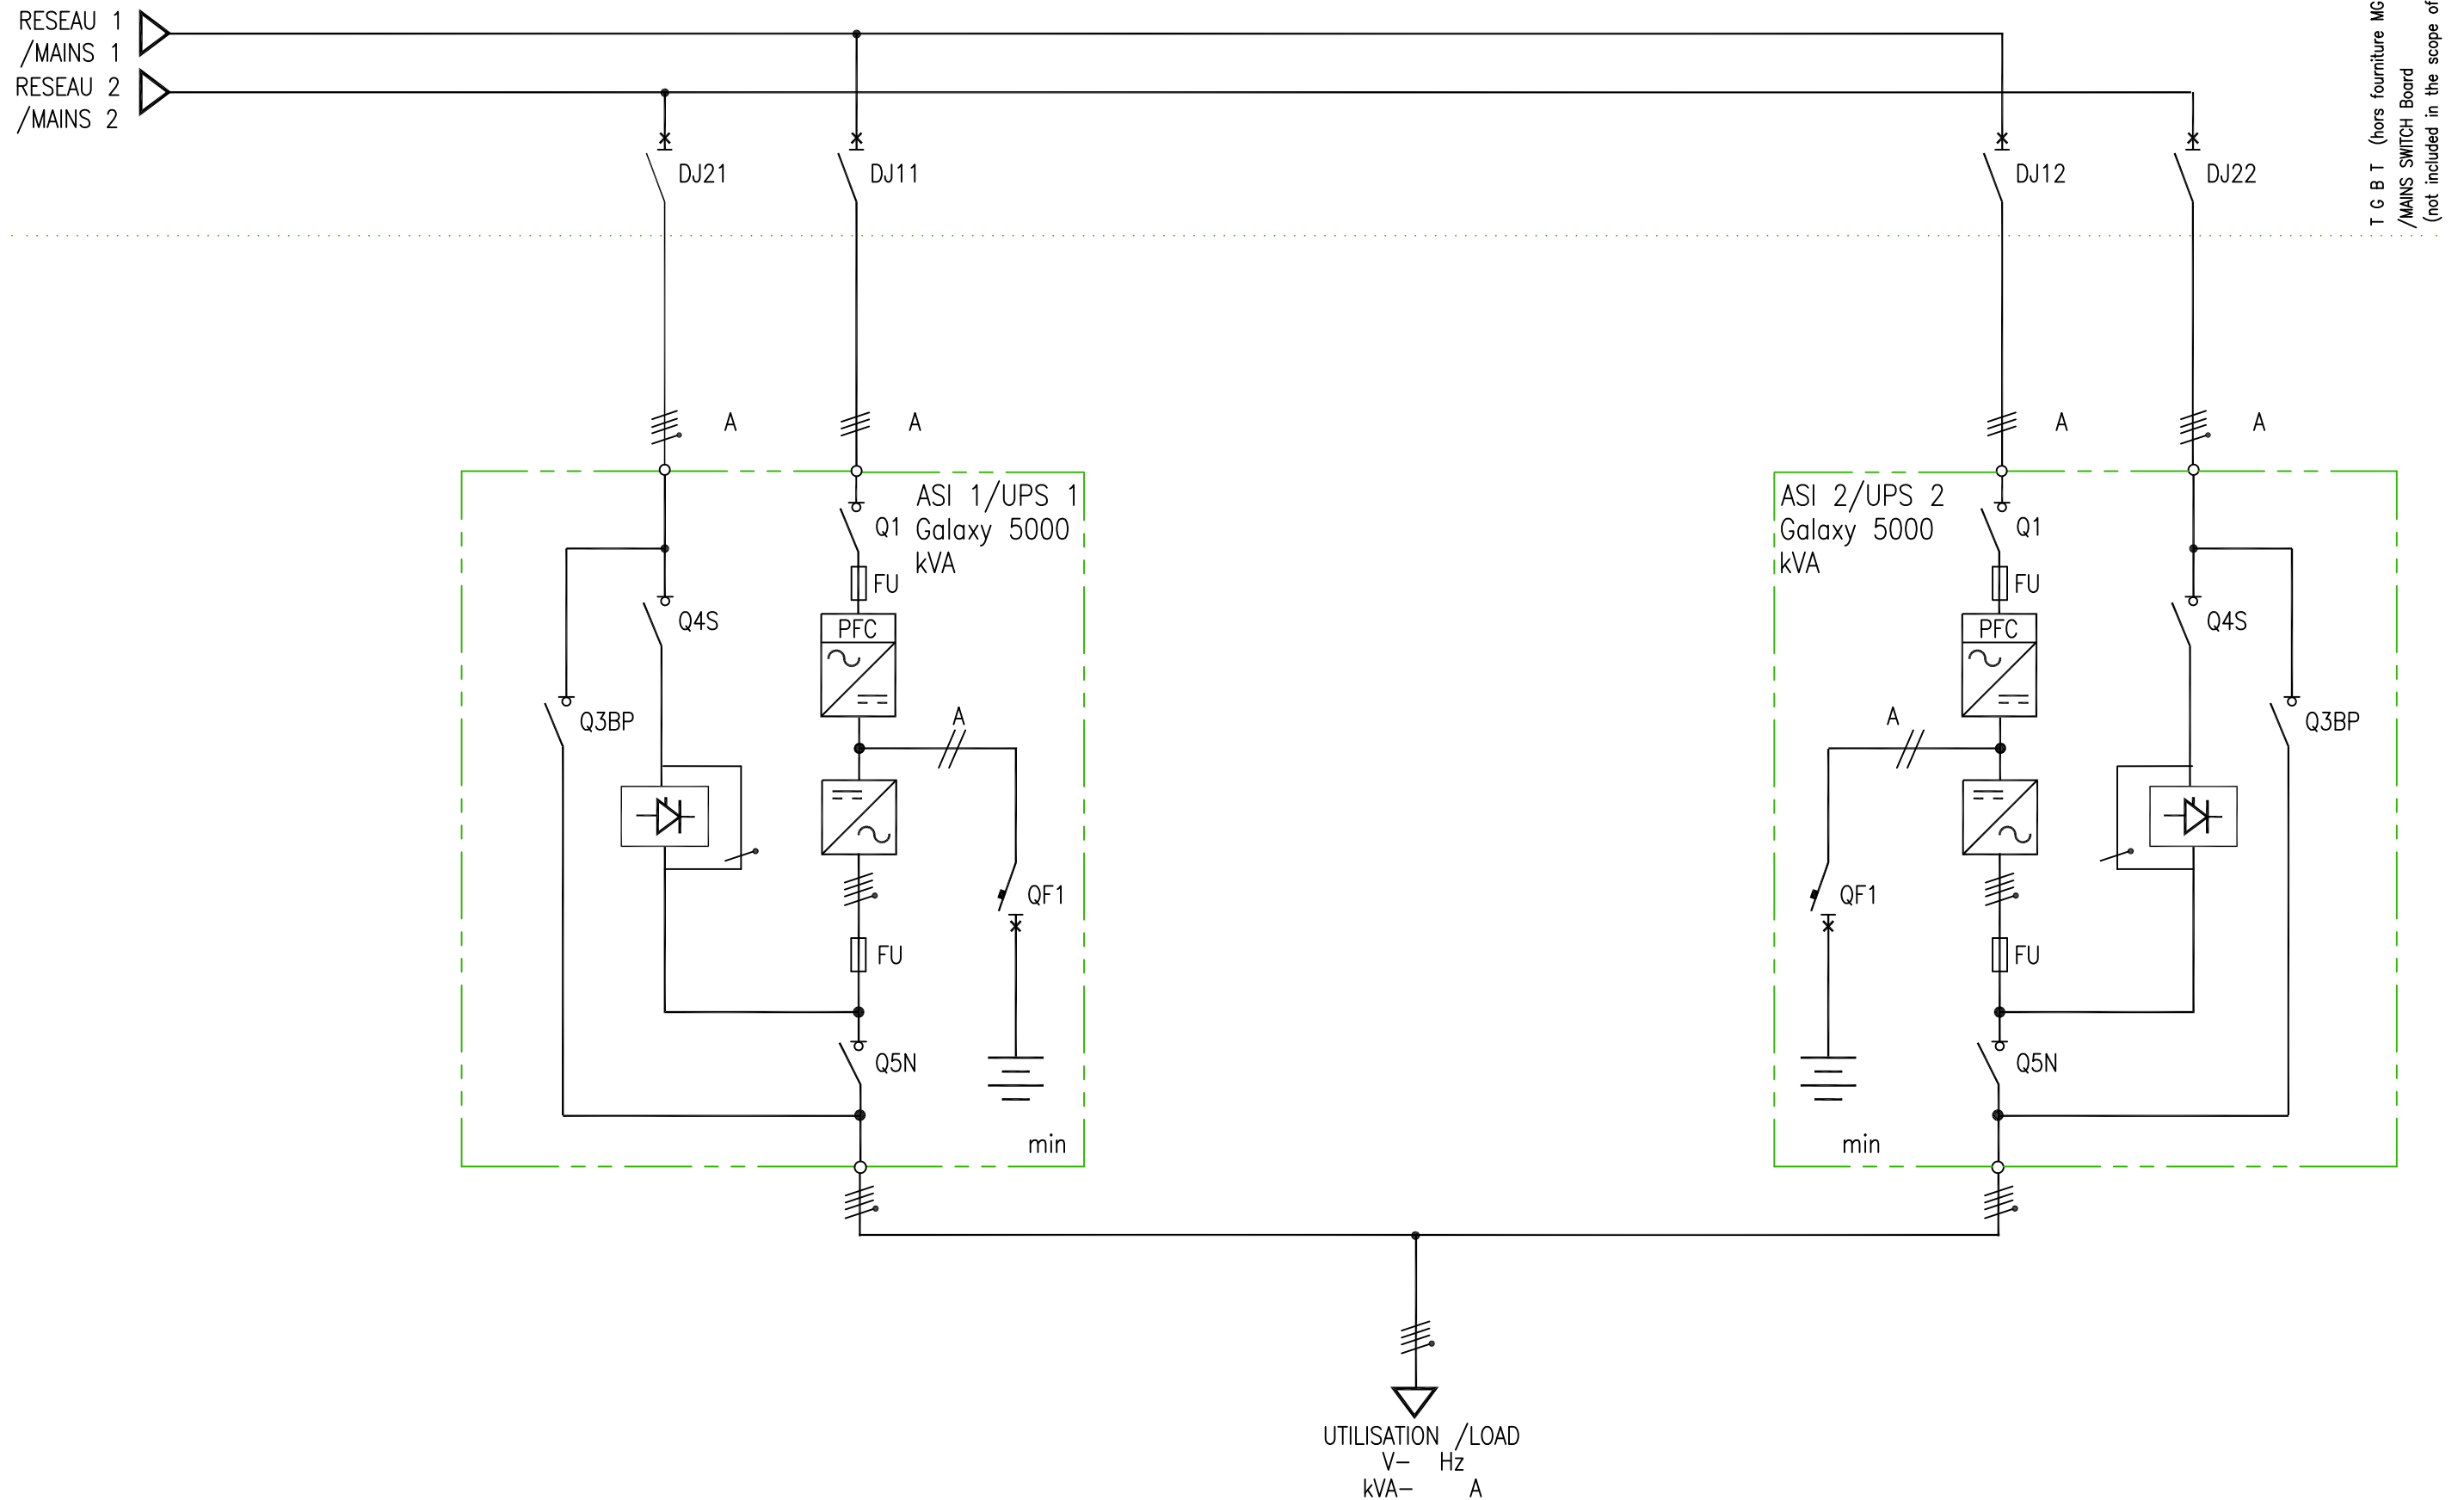 RESEAU 1
/MAINS 1
RESEAU 2
/MAINS 2
T G B T (hors fourniture MG
/MAINS SWITCH Board
(not included in the scope of
DJ21
DJ11
DJ12
DJ22
A
A
A
A
ASI 1/UPS 1
Galaxy 5000
kVA
Q1
FU
PFC
Q4S
Q3BP
A
QF1
FU
Q5N
min
ASI 2/UPS 2
Galaxy 5000
kVA
Q1
FU
PFC
Q4S
Q3BP
A
QF1
FU
Q5N
min
UTILISATION /LOAD
V- Hz
kVA- A